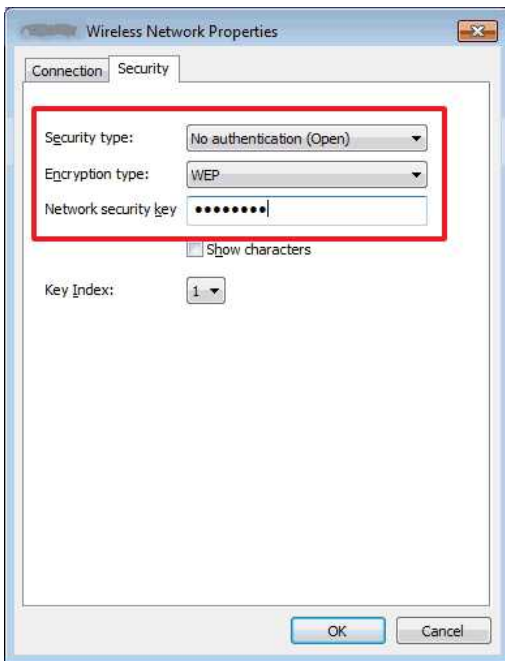 Wireless Network Properties
Connection Security
Security type: No authentication (Open)
Encryption type: WEP
Network security key ••••••••
Show characters
Key Index: 1
OK Cancel